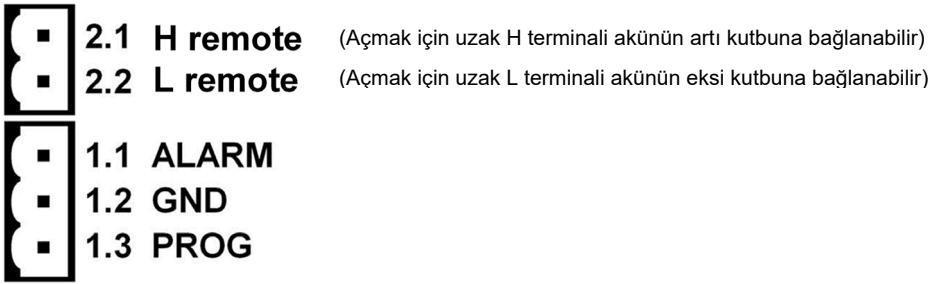 2.1 H remote (Açmak için uzak H terminali akünün artı kutbuna bağlanabilir)
2.2 L remote (Açmak için uzak L terminali akünün eksi kutbuna bağlanabilir)
1.1 ALARM
1.2 GND
1.3 PROG